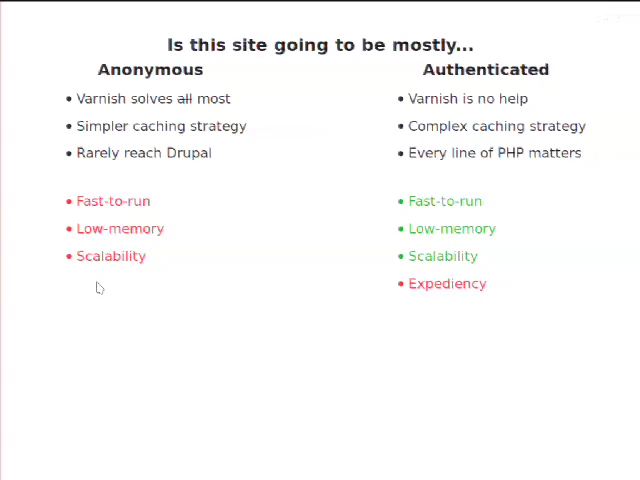 Is this site going to be mostly...
Anonymous
• Varnish solves all most
• Simpler caching strategy
• Rarely reach Drupal
• Fast-to-run
• Low-memory
• Scalability
Authenticated
• Varnish is no help
• Complex caching strategy
• Every line of PHP matters
• Fast-to-run
• Low-memory
• Scalability
• Expediency